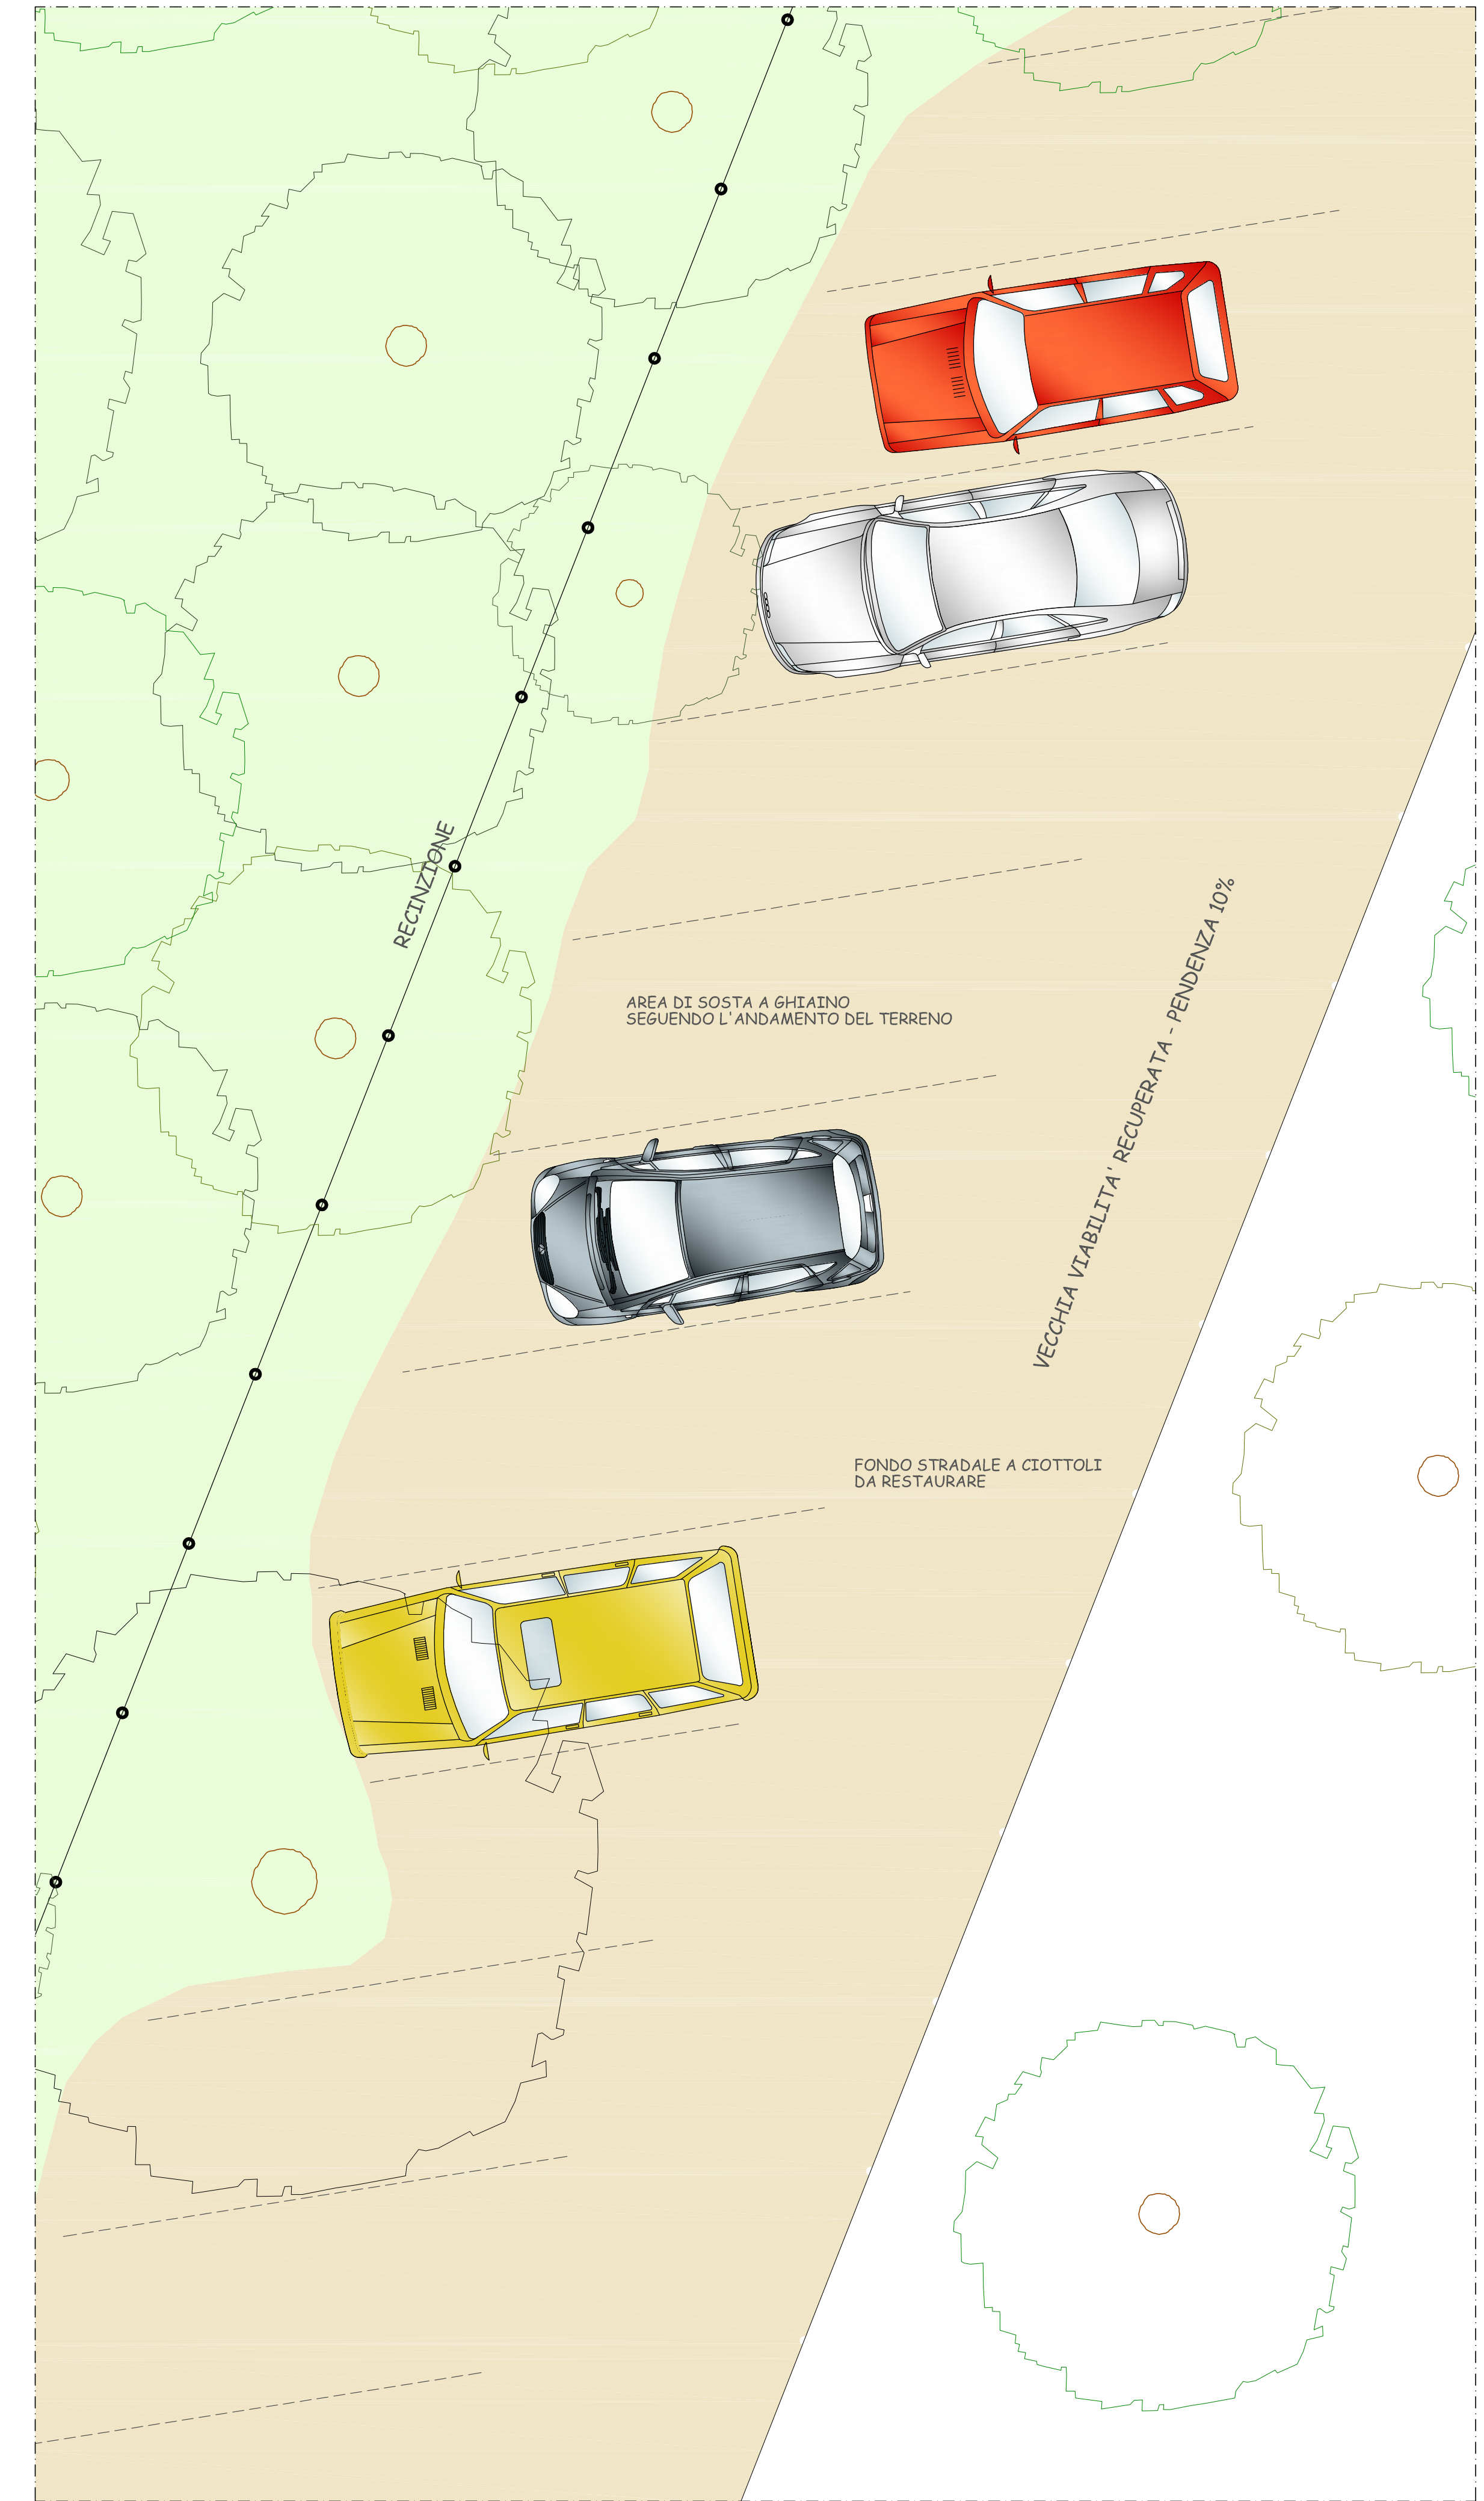 RECINZIONE
AREA DI SOSTA A GHIAINO
SEGUENDO L'ANDAMENTO DEL TERRENO
VECCHIA VIABILITA' RECUPERATA - PENDENZA 10%
FONDO STRADALE A CIOTTOLI
DA RESTAURARE